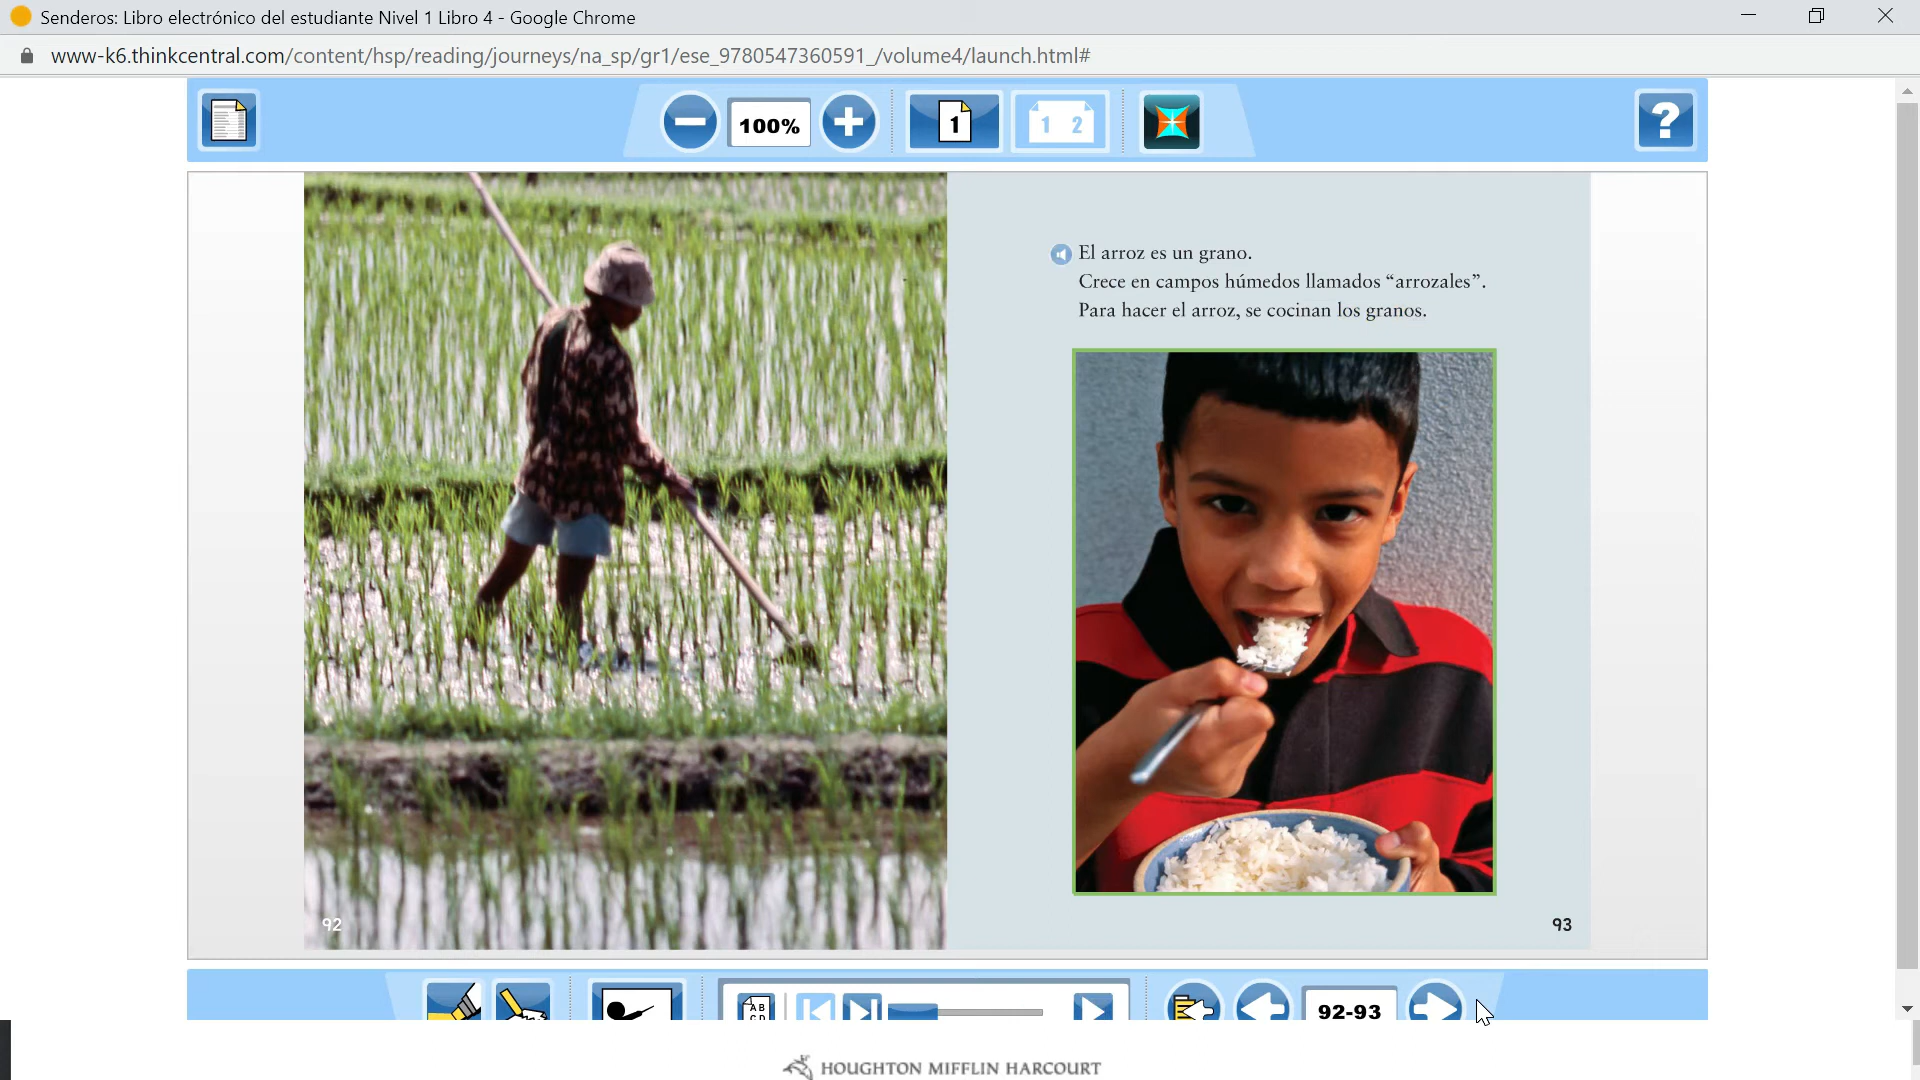 Senderos: Libro electrónico del estudiante Nivel 1 Libro 4 - Google Chrome
www-k6.thinkcentral.com/content/hsp/reading/journeys/na_sp/gr1/ese_9780547360591_/volume4/launch.html#
100%
1
1 2
?
El arroz es un grano.
Crece en campos húmedos llamados “arrozales”.
Para hacer el arroz, se cocinan los granos.
92
93
AB
CD
92-93
HOUGHTON MIFFLIN HARCOURT